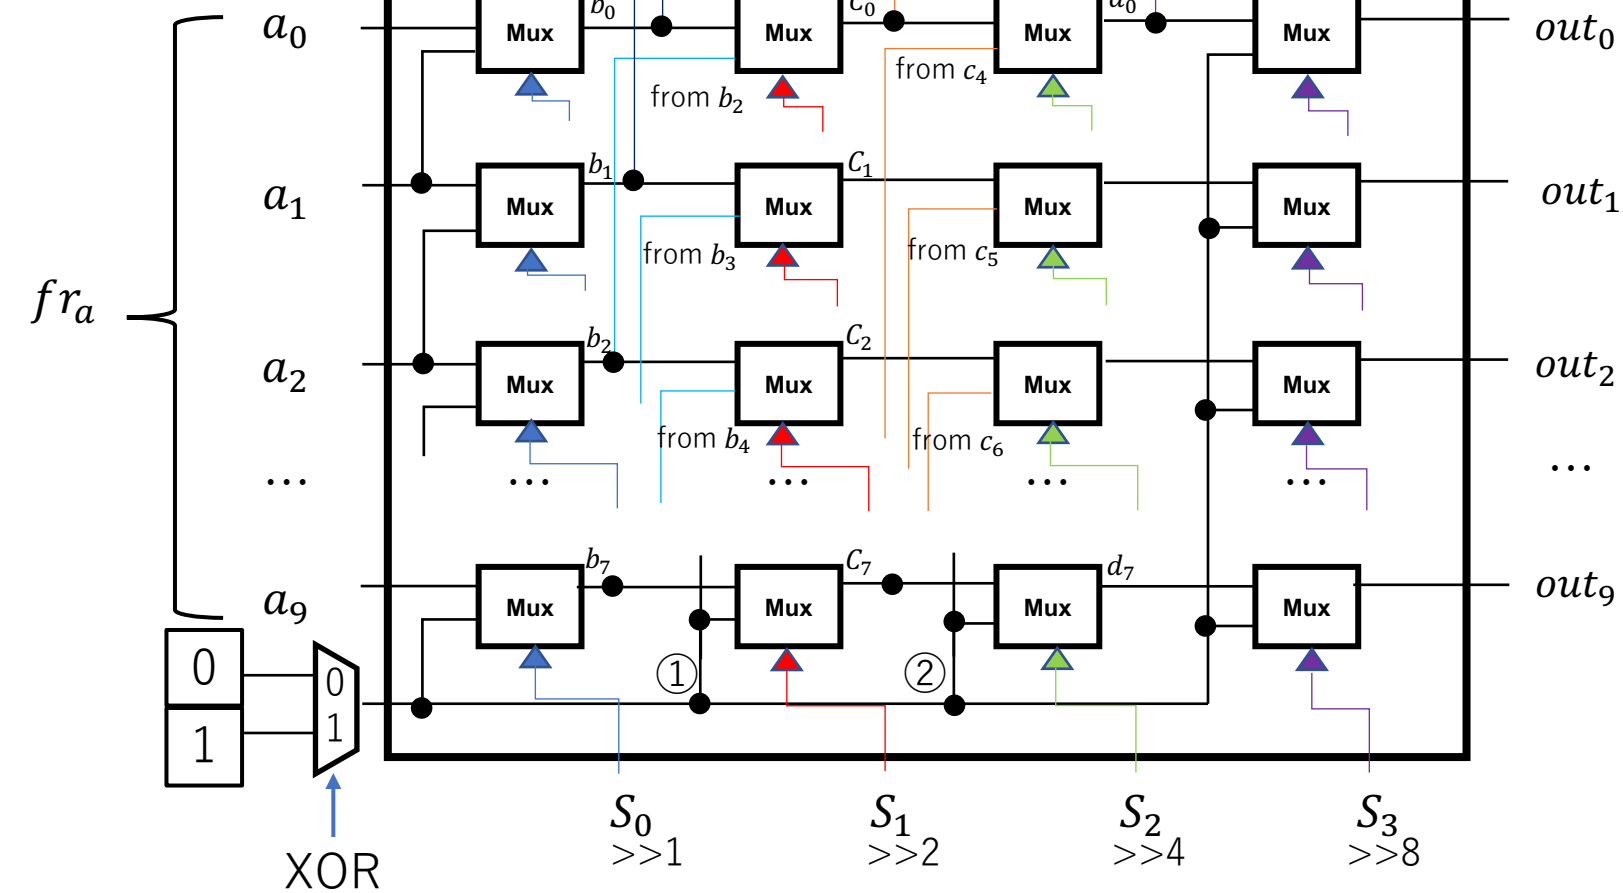 a₀ Mux b₀ Mux C₀ Mux d₀ Mux out₀
from b₂ from c₄
a₁ Mux b₁ Mux C₁ Mux Mux out₁
from b₃ from c₅
frₐ
a₂ Mux b₂ Mux C₂ Mux Mux out₂
from b₄ from c₆
… … … … … …
a₉ Mux b₇ Mux C₇ Mux d₇ Mux out₉
0 0 ① ②
1 1
XOR
S₀ S₁ S₂ S₃
>>1 >>2 >>4 >>8